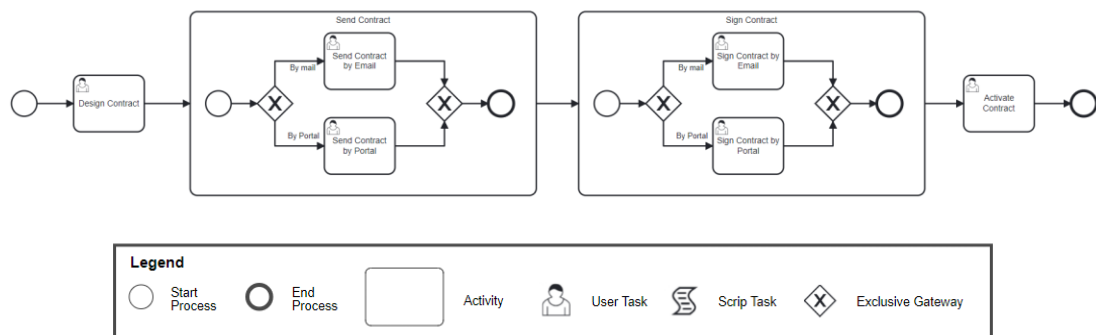 Send Contract
Sign Contract
Design Contract
By mail
Send Contract
by Email
By Portal
Send Contract
by Portal
By mail
Sign Contract by
Email
By Portal
Sign Contract by
Portal
Activate
Contract
Legend
Start
Process
End
Process
Activity
User Task
Scrip Task
Exclusive Gateway